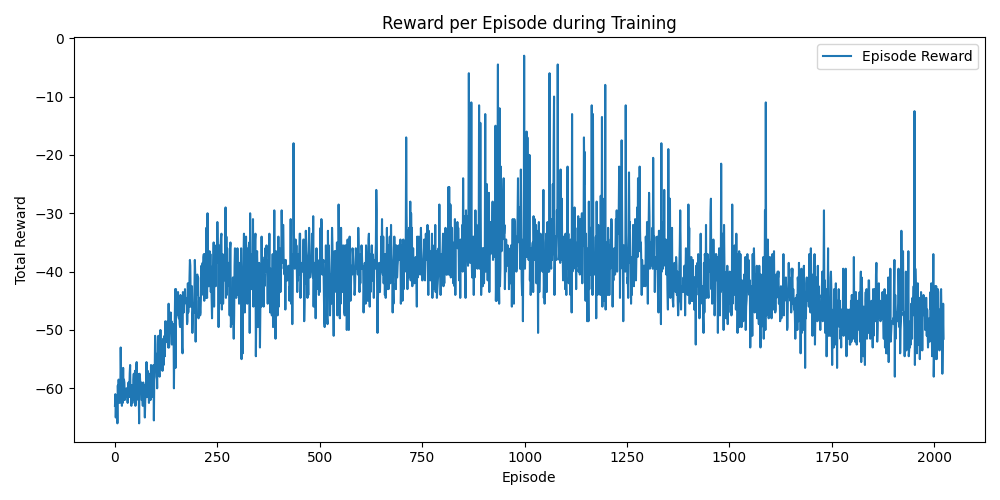 Reward per Episode during Training
Episode Reward
Total Reward
0
−10
−20
−30
−40
−50
−60
0 250 500 750 1000 1250 1500 1750 2000
Episode